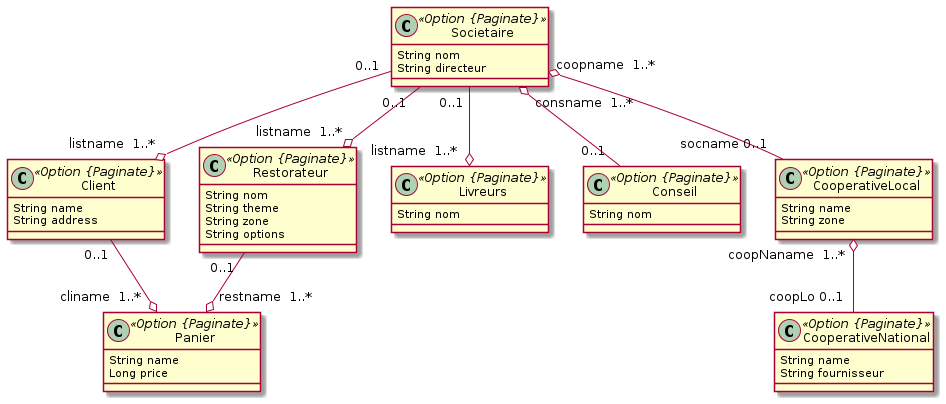 C «Option {Paginate}»
Societaire
String nom
String directeur
0..1
0..1
0..1
consname 1..*
coopname 1..*
listname 1..*
listname 1..*
listname 1..*
0..1
socname 0..1
C «Option {Paginate}»
Client
String name
String address
C «Option {Paginate}»
Restorateur
String nom
String theme
String zone
String options
C «Option {Paginate}»
Livreurs
String nom
C «Option {Paginate}»
Conseil
String nom
C «Option {Paginate}»
CooperativeLocal
String name
String zone
0..1
0..1
coopNaname 1..*
cliname 1..*
restname 1..*
coopLo 0..1
C «Option {Paginate}»
Panier
String name
Long price
C «Option {Paginate}»
CooperativeNational
String name
String fournisseur